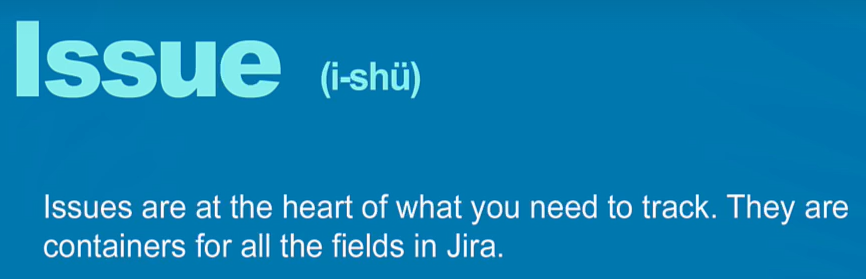 Issue (i-shü)
Issues are at the heart of what you need to track. They are
containers for all the fields in Jira.